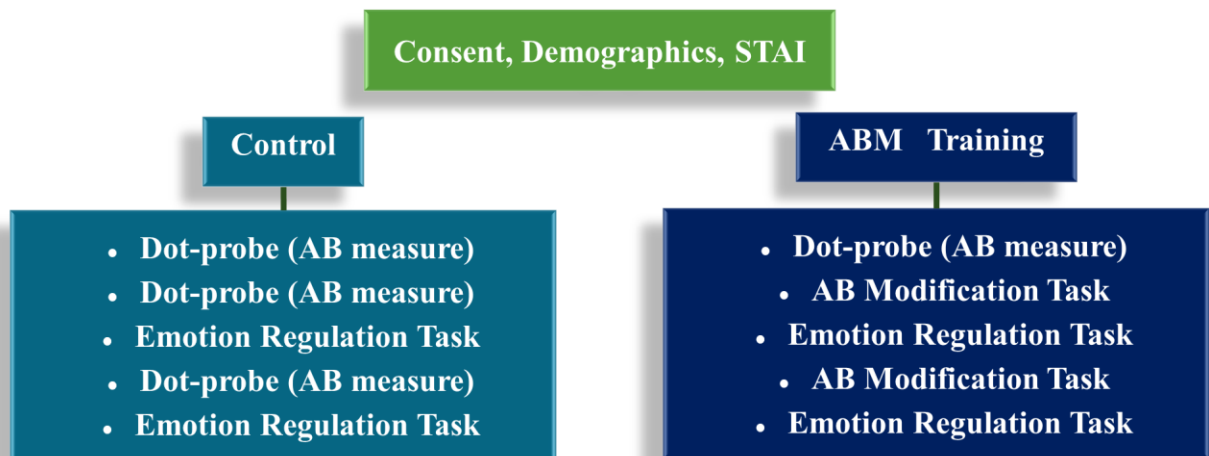 Consent, Demographics, STAI
Control
• Dot-probe (AB measure)
• Dot-probe (AB measure)
• Emotion Regulation Task
• Dot-probe (AB measure)
• Emotion Regulation Task
ABM Training
• Dot-probe (AB measure)
• AB Modification Task
• Emotion Regulation Task
• AB Modification Task
• Emotion Regulation Task